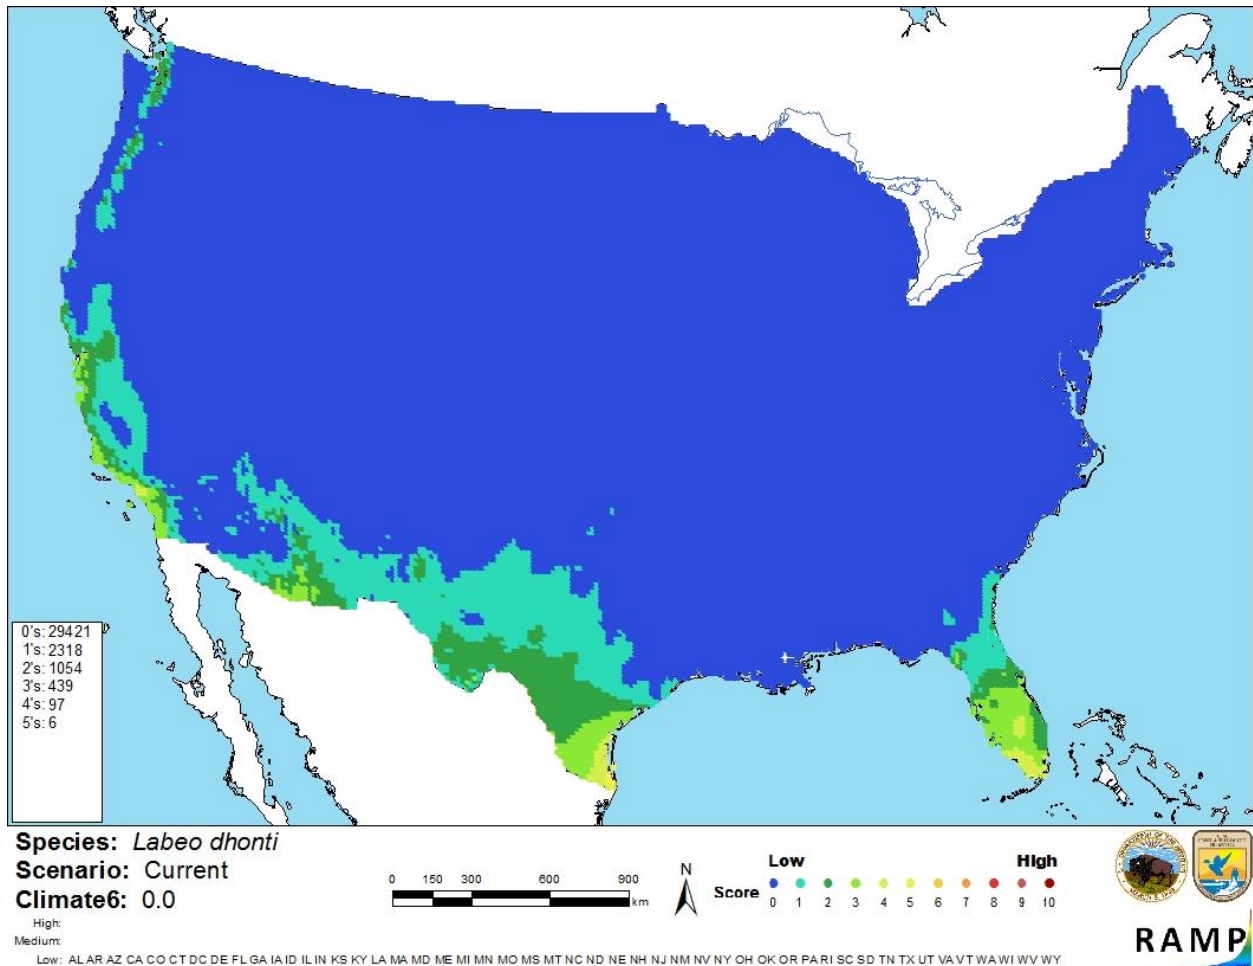 0's: 29421
1's: 2318
2's: 1054
3's: 439
4's: 97
5's: 6
Species: Labeo dhonti
Scenario: Current
Climate6: 0.0
High:
Medium:
Low: AL AR AZ CA CO CT DC DE FL GA IA ID IL IN KS KY LA MA MD ME MI MN MO MS MT NC ND NE NH NJ NM NV NY OH OK OR PA RI SC SD TN TX UT VA VT WA WI WV WY
0 150 300 600 900
km
N
Low High
Score
0 1 2 3 4 5 6 7 8 9 10
RAMP